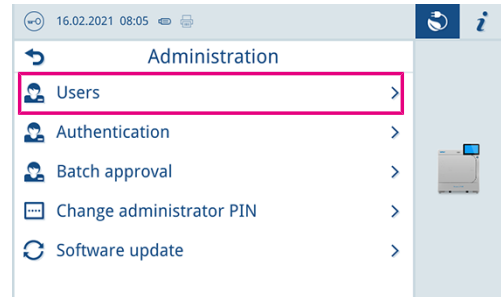 16.02.2021 08:05
Administration
Users
Authentication
Batch approval
Change administrator PIN
Software update